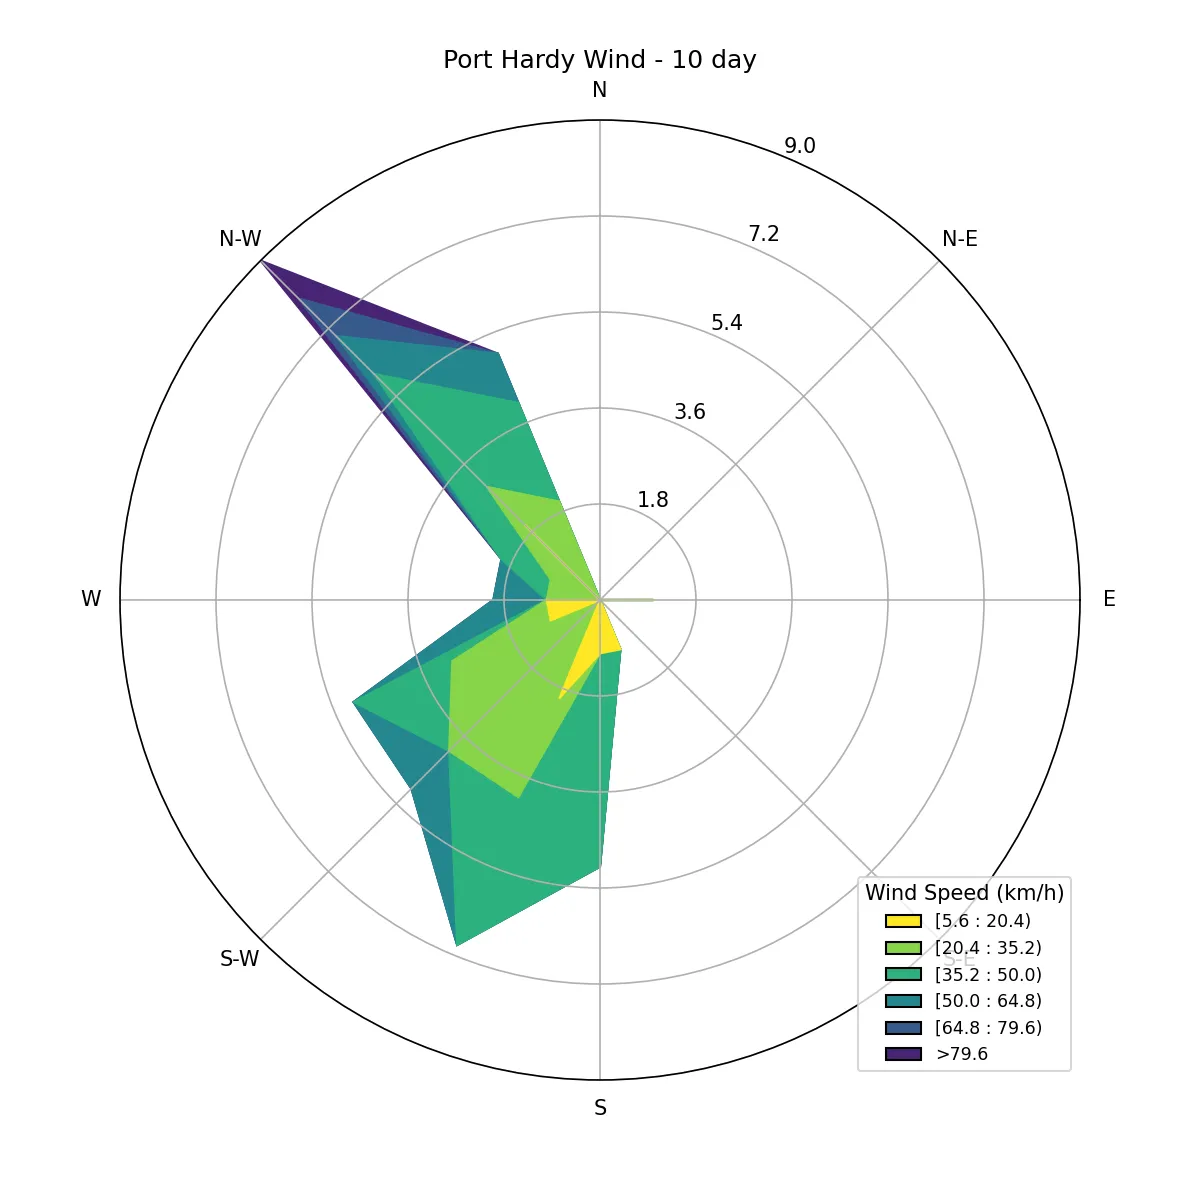 Port Hardy Wind - 10 day
N
9.0
N-W
N-E
7.2
5.4
3.6
1.8
W
E
Wind Speed (km/h)
[5.6 : 20.4)
[20.4 : 35.2)
S-W
S-E
[35.2 : 50.0)
[50.0 : 64.8)
[64.8 : 79.6)
>79.6
S